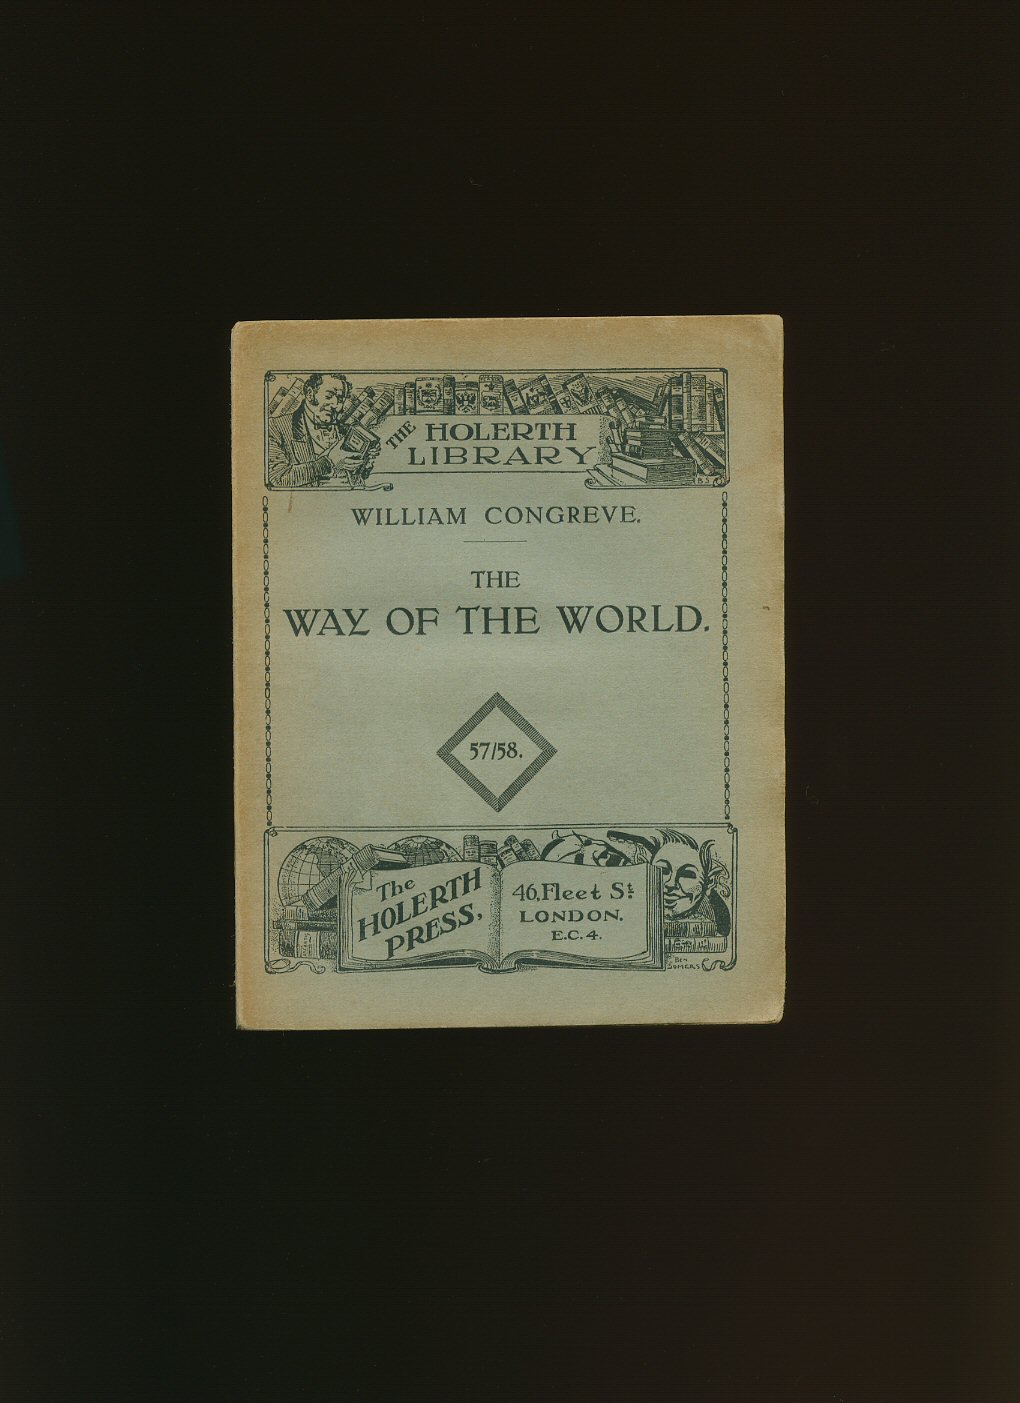 THE HOLERTH
LIBRARY
B S
WILLIAM CONGREVE.
THE
WAY OF THE WORLD.
57/58.
The
HOLERTH
PRESS,
46, Fleet St.
LONDON.
E.C. 4.
BEN
SOMERS